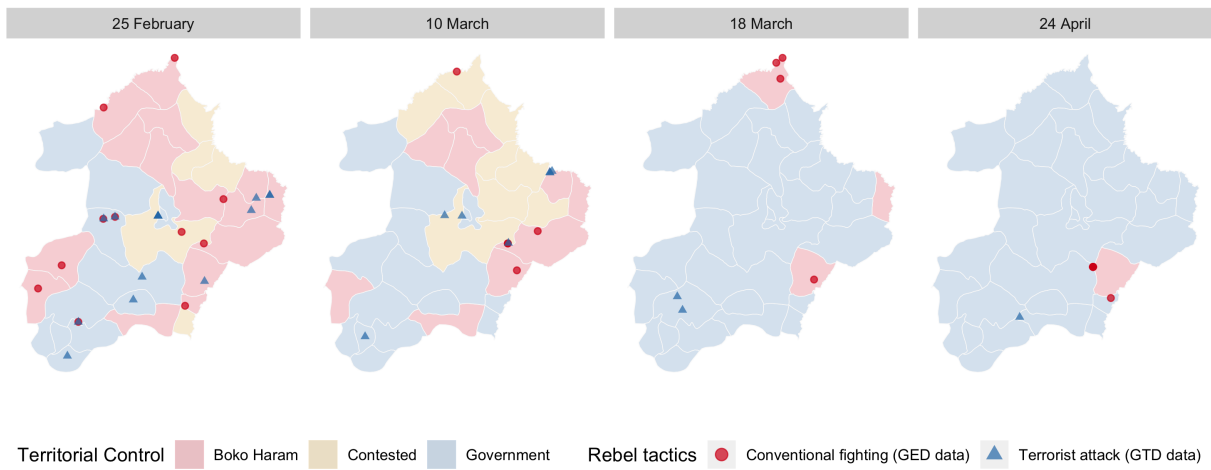 25 February
10 March
18 March
24 April
Territorial Control Boko Haram Contested Government Rebel tactics Conventional fighting (GED data) Terrorist attack (GTD data)